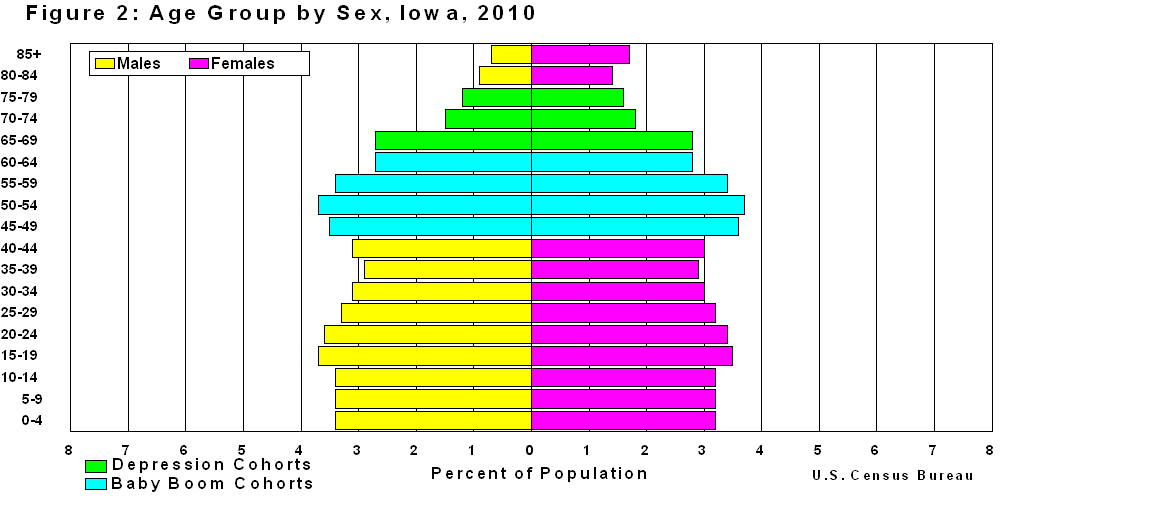 Figure 2: Age Group by Sex, Iowa, 2010
Males Females
85+
80-84
75-79
70-74
65-69
60-64
55-59
50-54
45-49
40-44
35-39
30-34
25-29
20-24
15-19
10-14
5-9
0-4
8 7 6 5 4 3 2 1 0 1 2 3 4 5 6 7 8
Depression Cohorts
Baby Boom Cohorts
Percent of Population
U.S. Census Bureau